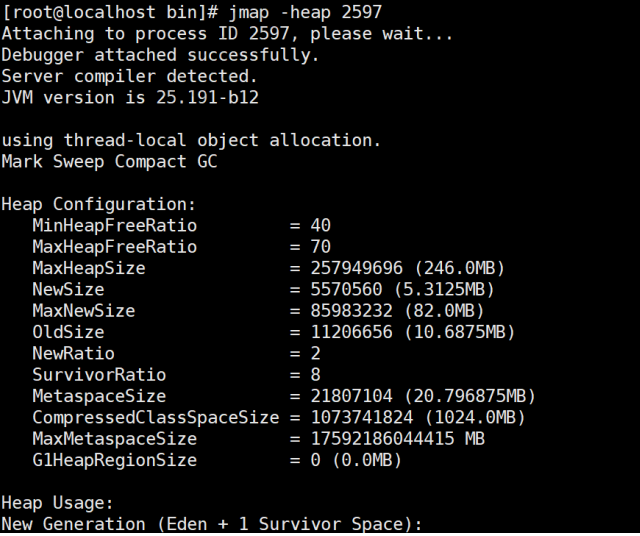 [root@localhost bin]# jmap -heap 2597
Attaching to process ID 2597, please wait...
Debugger attached successfully.
Server compiler detected.
JVM version is 25.191-b12
using thread-local object allocation.
Mark Sweep Compact GC
Heap Configuration:
MinHeapFreeRatio = 40
MaxHeapFreeRatio = 70
MaxHeapSize = 257949696 (246.0MB)
NewSize = 5570560 (5.3125MB)
MaxNewSize = 85983232 (82.0MB)
OldSize = 11206656 (10.6875MB)
NewRatio = 2
SurvivorRatio = 8
MetaspaceSize = 21807104 (20.796875MB)
CompressedClassSpaceSize = 1073741824 (1024.0MB)
MaxMetaspaceSize = 17592186044415 MB
G1HeapRegionSize = 0 (0.0MB)
Heap Usage:
New Generation (Eden + 1 Survivor Space):